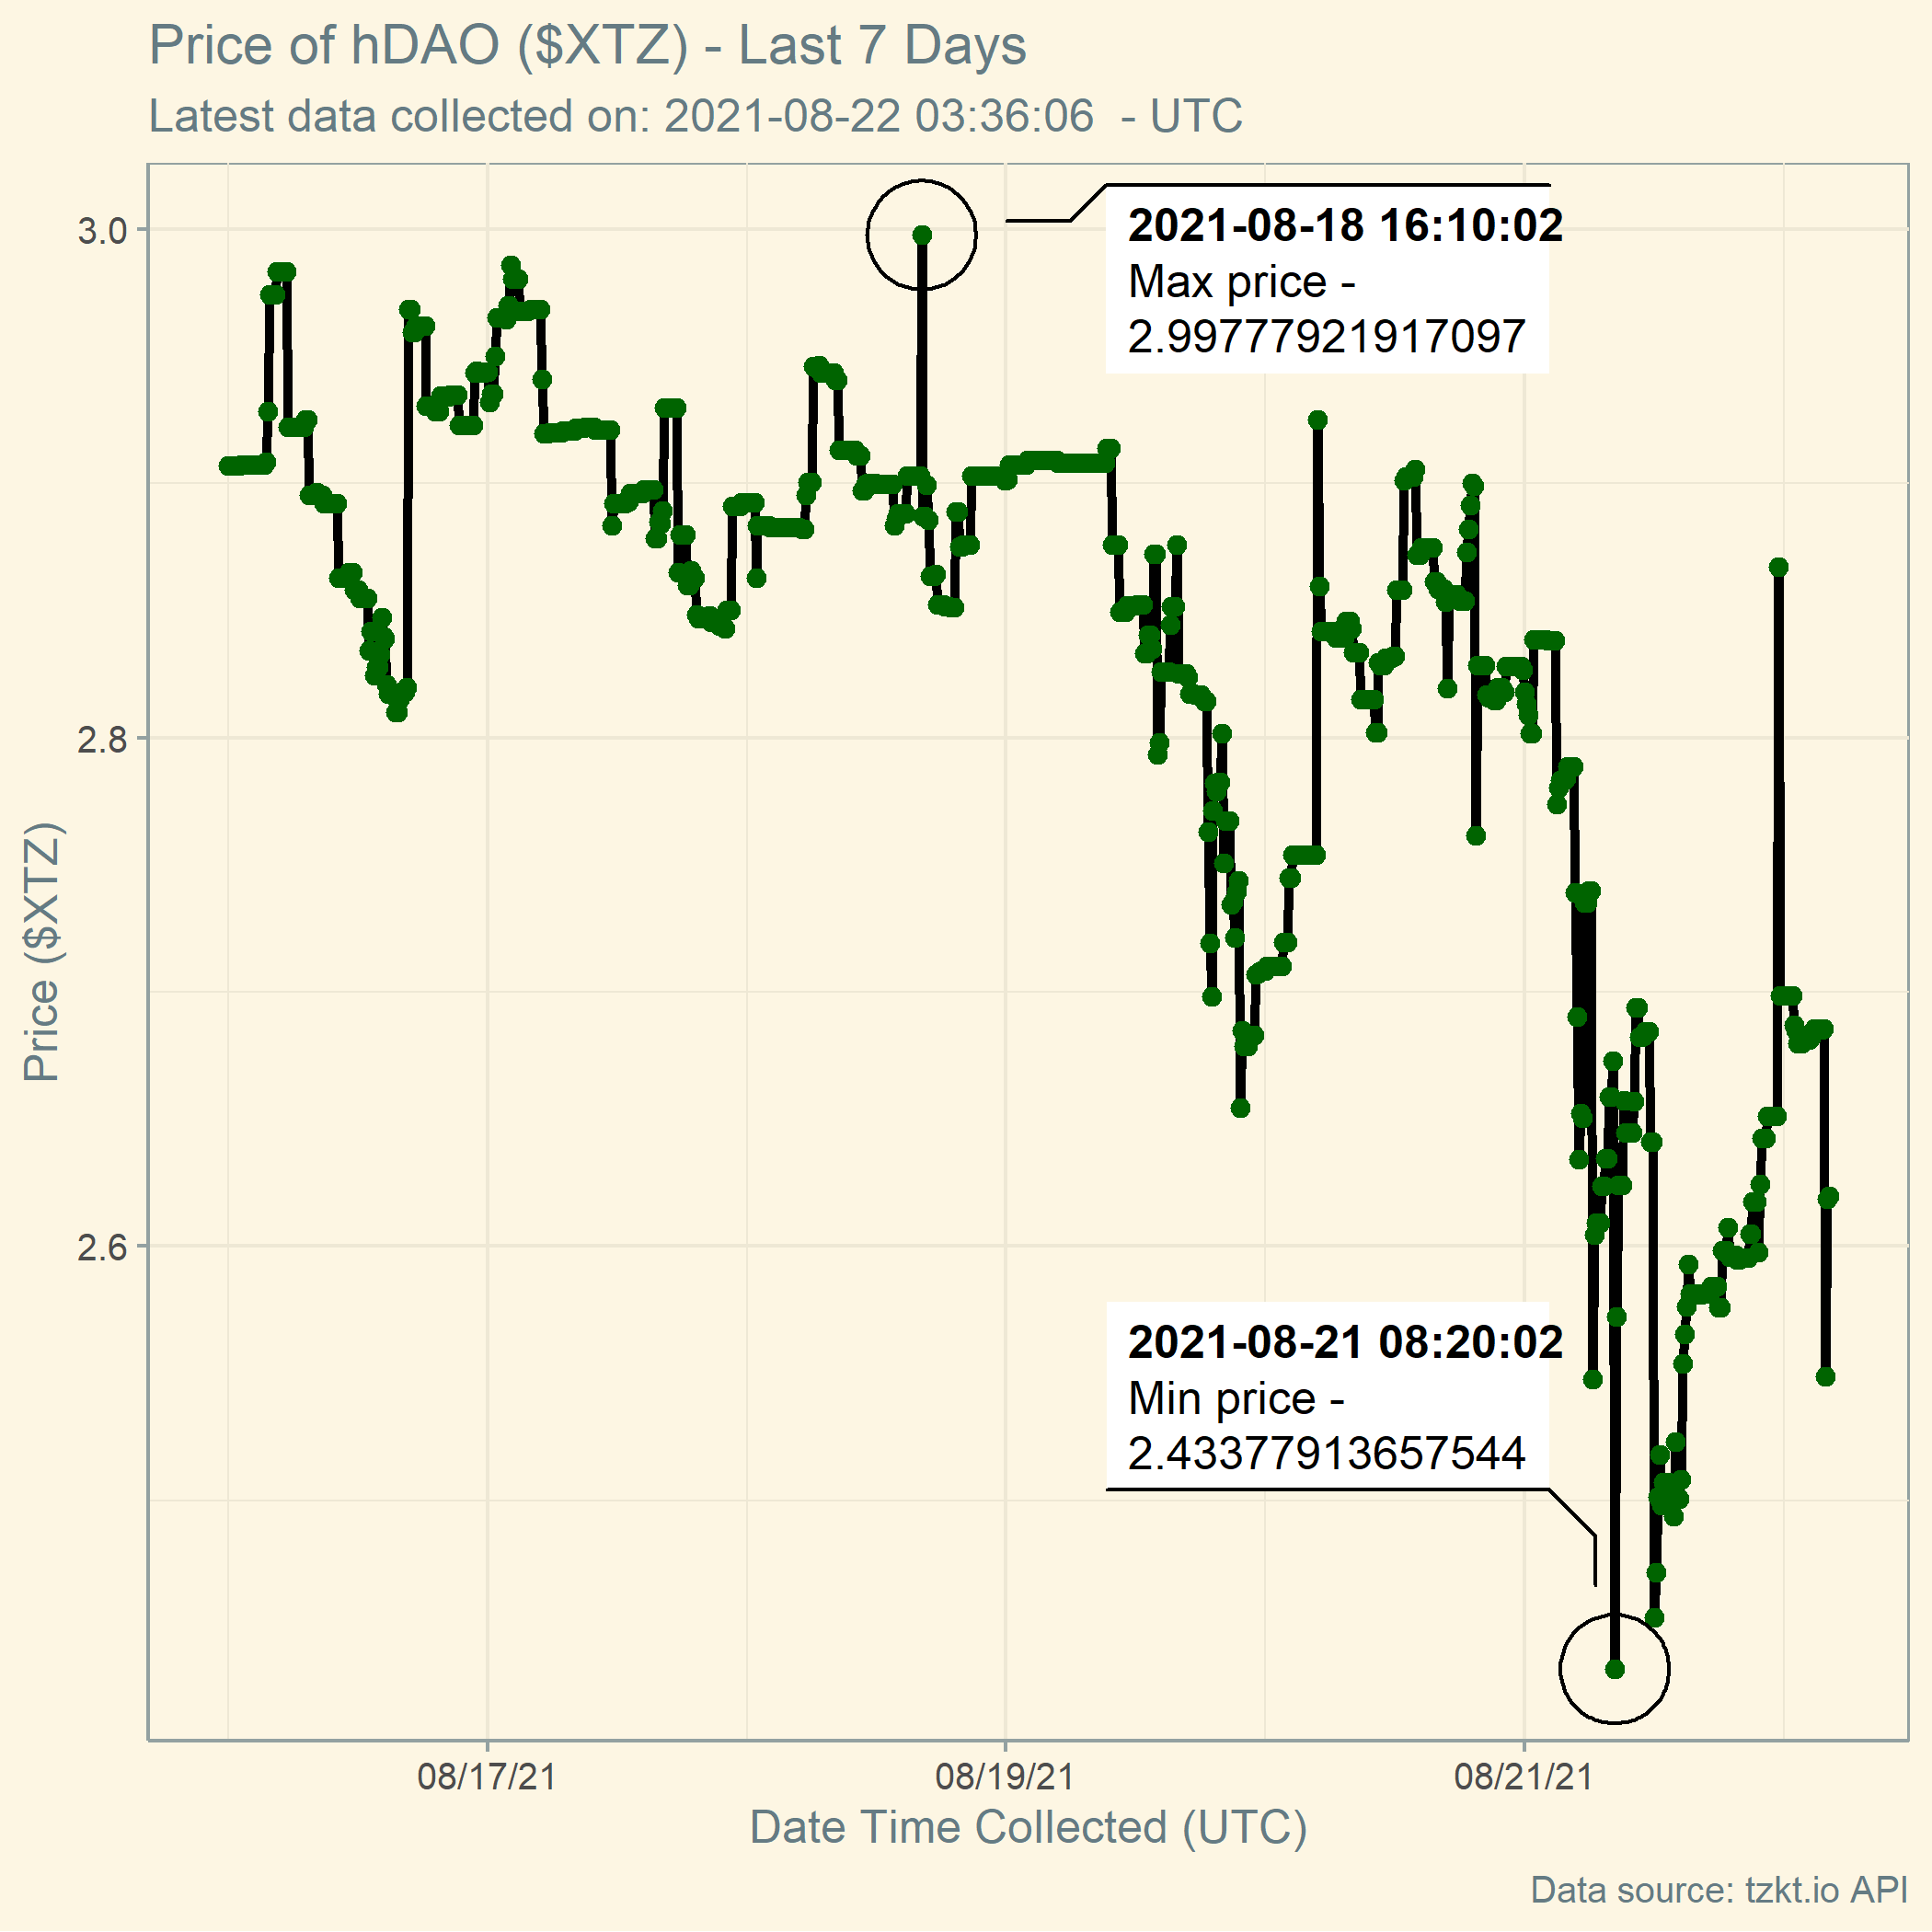 Price of hDAO ($XTZ) - Last 7 Days
Latest data collected on: 2021-08-22 03:36:06  - UTC
3.0
2.8
2.6
Price ($XTZ)
2021-08-18 16:10:02
Max price -
2.99777921917097
2021-08-21 08:20:02
Min price -
2.43377913657544
08/17/21
08/19/21
08/21/21
Date Time Collected (UTC)
Data source: tzkt.io API